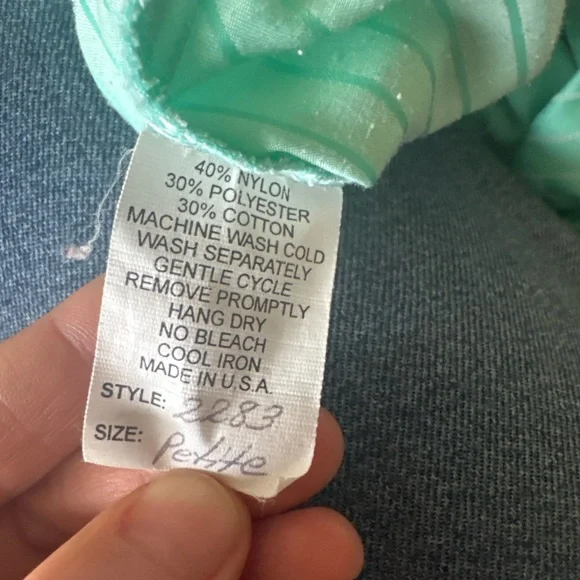 40% NYLON
30% POLYESTER
30% COTTON
MACHINE WASH COLD
WASH SEPARATELY
GENTLE CYCLE
REMOVE PROMPTLY
HANG DRY
NO BLEACH
COOL IRON
MADE IN U.S.A.
STYLE: 2283
SIZE: Petite